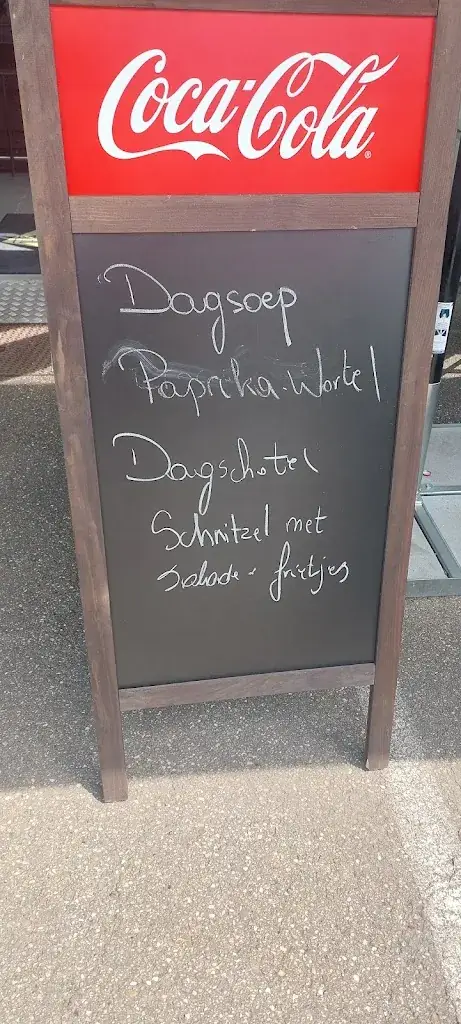 Coca-Cola
Dagsoep
Paprika-Wortel
Dagschotel
Schnitzel met
Salade - frietjes